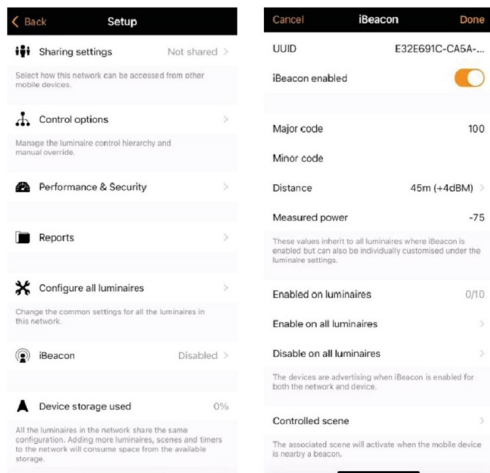 Back
Setup
Sharing settings
Not shared
Select how this network can be accessed from other
mobile devices.
Control options
Manage the luminaire control hierarchy and
manual override.
Performance & Security
Reports
Configure all luminaires
Change the common settings for all the luminaires in
this network.
iBeacon
Disabled
Device storage used
0%
All the luminaires in the network share the same
configuration. Adding more luminaires, scenes and timers
to the network will consume space from the available
storage.
Cancel
iBeacon
Done
UUID
E32E691C-CA5A-...
iBeacon enabled
Major code
100
Minor code
Distance
45m (+4dBM)
Measured power
-75
These values inherit to all luminaires where iBeacon is
enabled but can also be individually customised under the
luminaire settings.
Enabled on luminaires
0/10
Enable on all luminaires
Disable on all luminaires
The devices are advertising when iBeacon is enabled for
both the network and device.
Controlled scene
The associated scene will activate when the mobile device
is nearby a beacon.